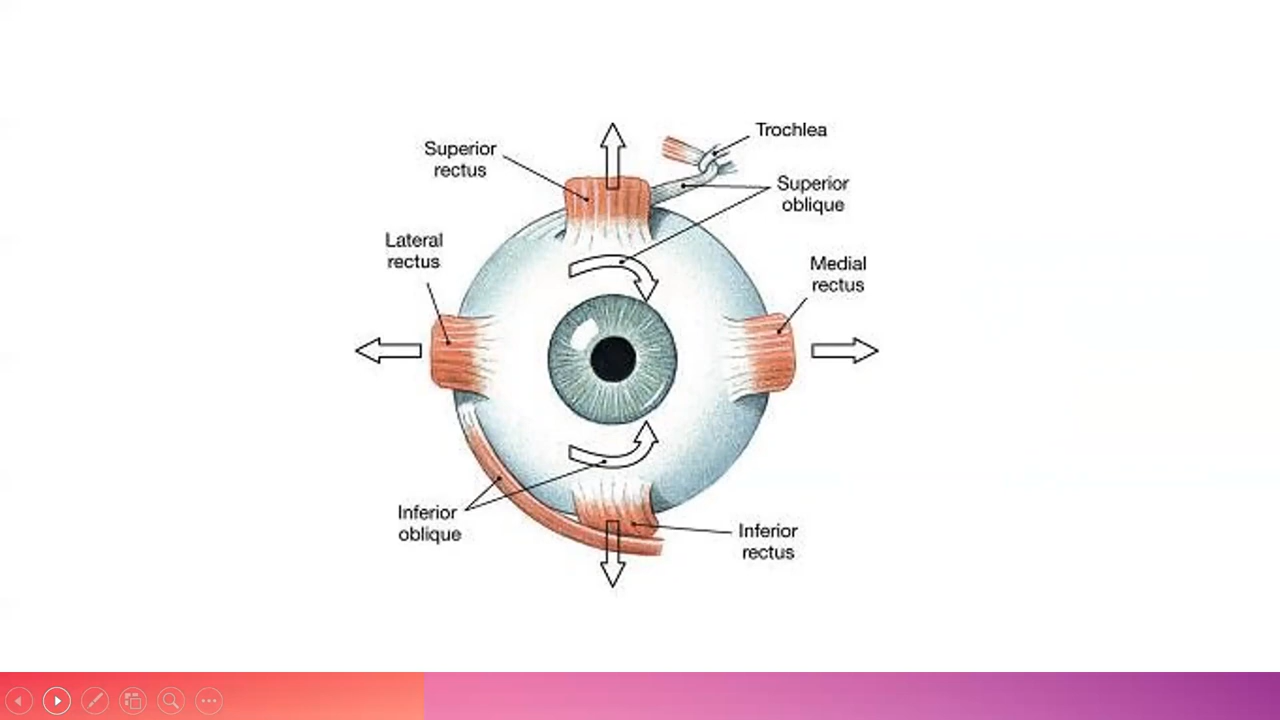 Trochlea
Superior
rectus
Superior
oblique
Lateral
rectus
Medial
rectus
Inferior
oblique
Inferior
rectus